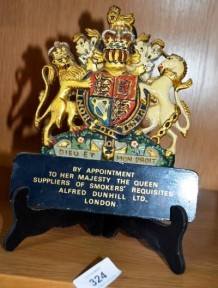 DIEU ET MON DROIT
BY APPOINTMENT
TO HER MAJESTY THE QUEEN
SUPPLIERS OF SMOKERS' REQUISITES
ALFRED DUNHILL LTD.
LONDON
324